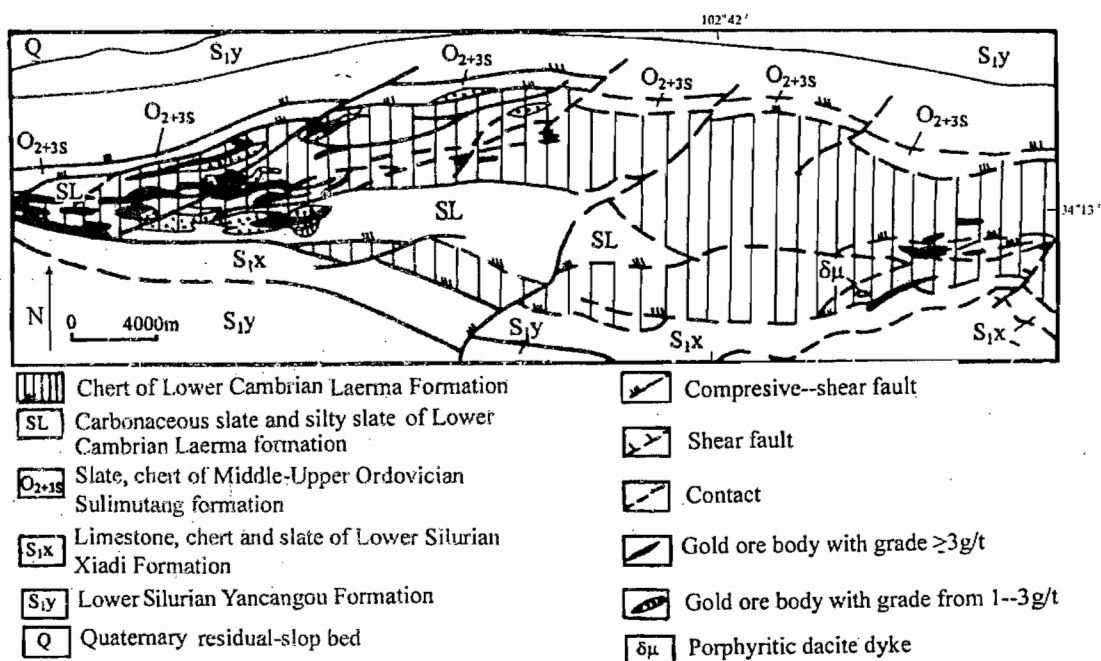 102°42′
Q
S₁y
O₂₊₃S
O₂₊₃S
O₂₊₃S
S₁y
O₂₊₃S
O₂₊₃S
O₂₊₃S
SL
SL
SL
34°13′
S₁x
δμ
N
0 4000m
S₁y
S₁y
S₁x
S₁x
Chert of Lower Cambrian Laerma Formation
SL Carbonaceous slate and silty slate of Lower
Cambrian Laerma formation
O₂₊₃S Slate, chert of Middle-Upper Ordovician
Sulimutang formation
S₁x Limestone, chert and slate of Lower Silurian
Xiadi Formation
S₁y Lower Silurian Yancangou Formation
Q Quaternary residual-slop bed
Compresive--shear fault
Shear fault
Contact
Gold ore body with grade ≥3g/t
Gold ore body with grade from 1--3g/t
δμ Porphyritic dacite dyke